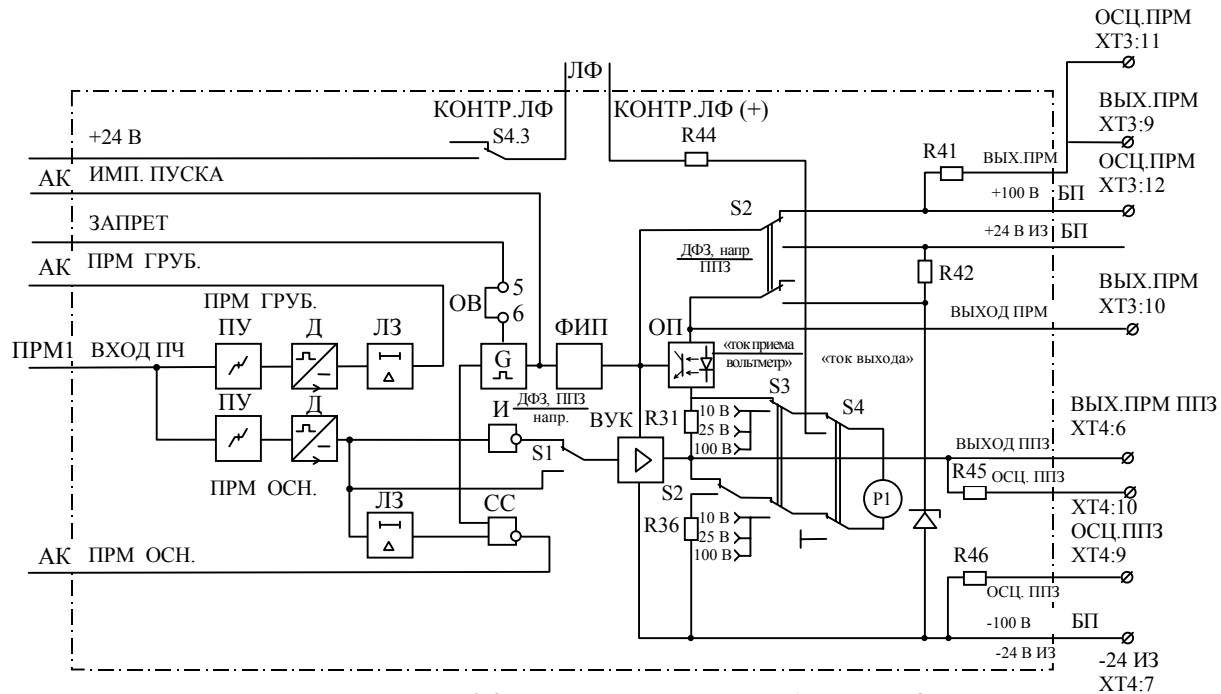 ОСЦ.ПРМ
ХТ3:11
ЛФ
КОНТР.ЛФ
КОНТР.ЛФ (+)
ВЫХ.ПРМ
ХТ3:9
+24 В
S4.3
R44
R41
ВЫХ.ПРМ
ОСЦ.ПРМ
ХТ3:12
АК
ИМП. ПУСКА
+100 В
БП
S2
ЗАПРЕТ
+24 В ИЗ
БП
ДФЗ, напр
ППЗ
АК
ПРМ ГРУБ.
R42
ВЫХ.ПРМ
ХТ3:10
ПРМ ГРУБ.
ОВ
5
6
ВЫХОД ПРМ
ПУ
Д
ЛЗ
ФИП
ОП
ПРМ1
ВХОД ПЧ
G
«ток приема
вольтметр»
«ток выхода»
S3
ПУ
Д
И
ДФЗ, ППЗ
напр.
ВУК
R31
10 В
25 В
100 В
S4
ВЫХ.ПРМ ППЗ
ХТ4:6
S1
ВЫХОД ППЗ
ПРМ ОСН.
R45
ОСЦ. ППЗ
S2
P1
ЛЗ
СС
ХТ4:10
R36
10 В
25 В
100 В
ОСЦ.ППЗ
ХТ4:9
АК
ПРМ ОСН.
R46
ОСЦ. ППЗ
-100 В
БП
-24 В ИЗ
-24 ИЗ
ХТ4:7